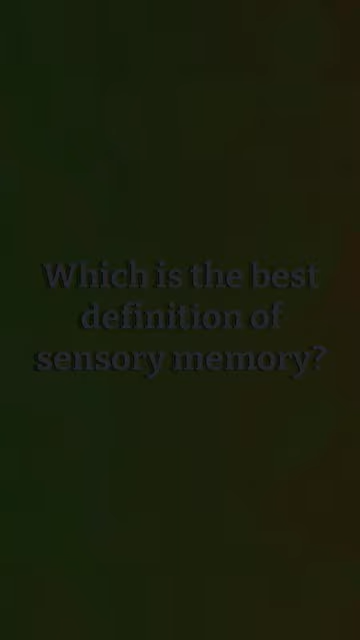 Which is the best
definition of
sensory memory?